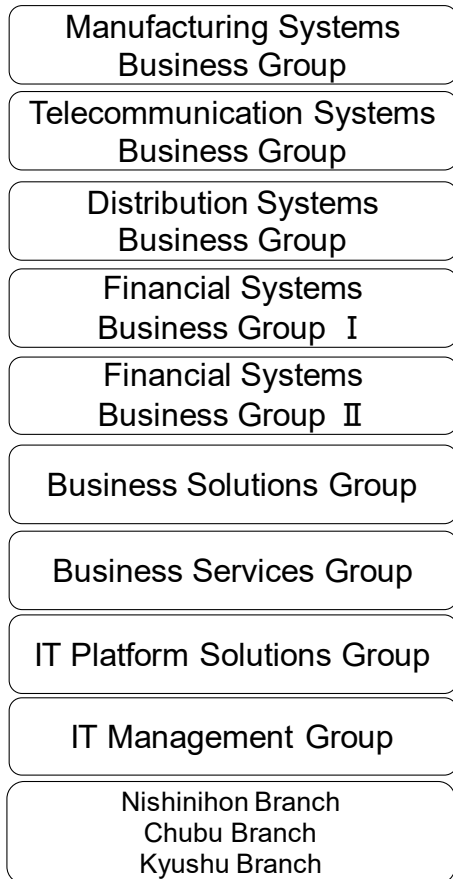 Manufacturing Systems
Business Group
Telecommunication Systems
Business Group
Distribution Systems
Business Group
Financial Systems
Business Group Ⅰ
Financial Systems
Business Group Ⅱ
Business Solutions Group
Business Services Group
IT Platform Solutions Group
IT Management Group
Nishinihon Branch
Chubu Branch
Kyushu Branch